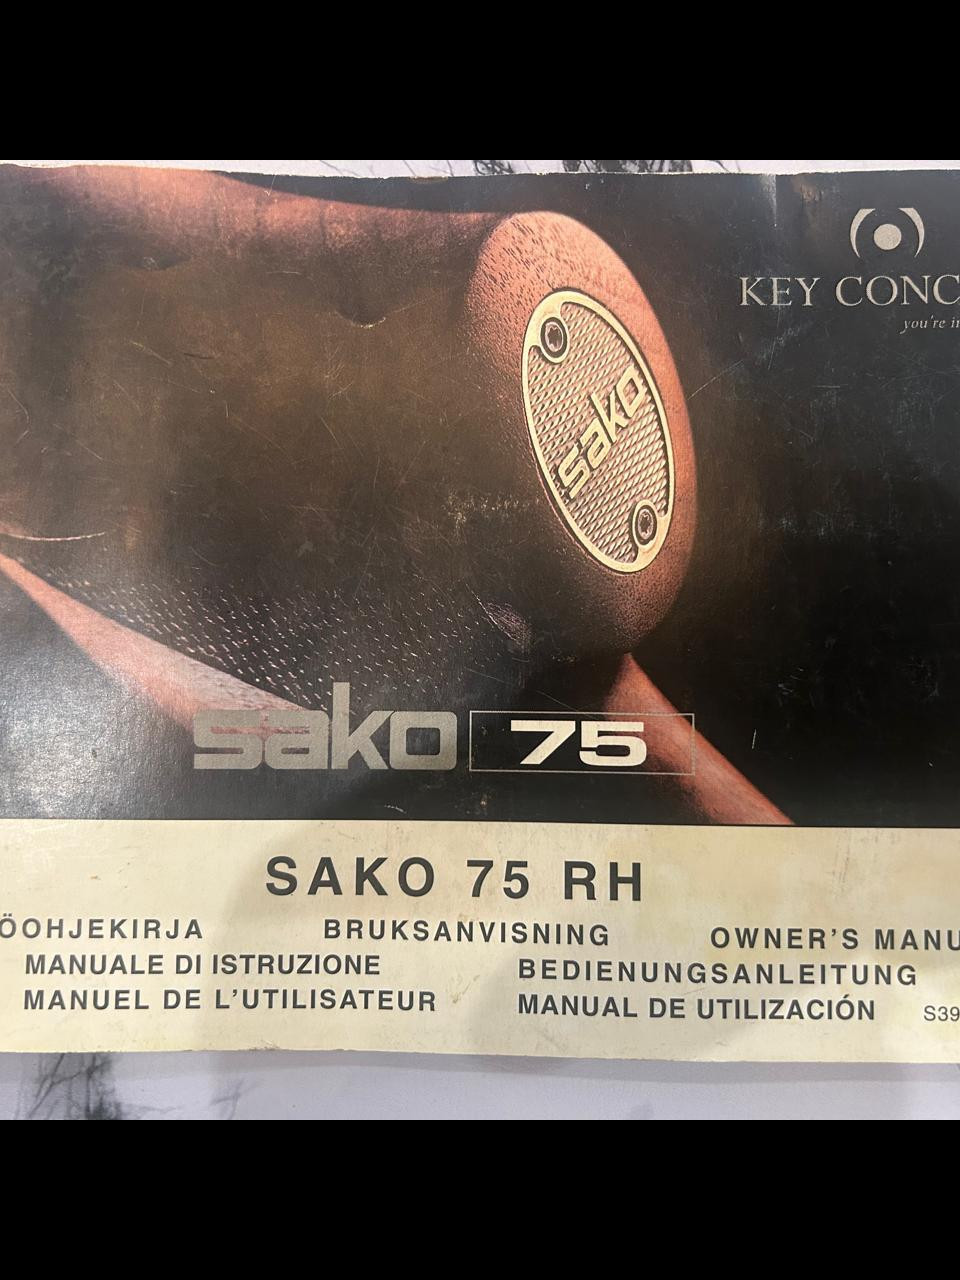 KEY CONC
you're i
sako
sako 75
SAKO 75 RH
ÖOHJEKIRJA BRUKSANVISNING OWNER'S MANU
MANUALE DI ISTRUZIONE BEDIENUNGSANLEITUNG
MANUEL DE L'UTILISATEUR MANUAL DE UTILIZACIÓN S39